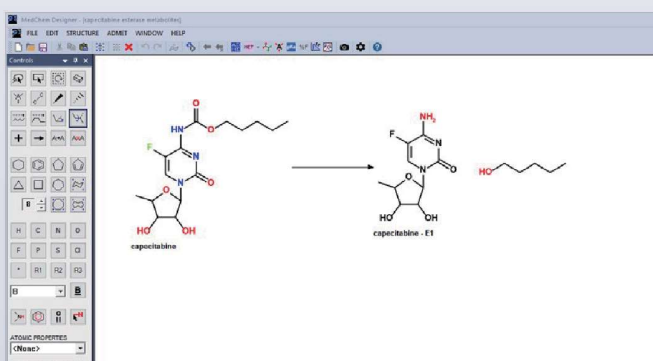 MedChem Designer - [capecitabine esterase metabolites]
FILE EDIT STRUCTURE ADMET WINDOW HELP
Controls
A→A
A×A
8
H C N O
F P S Cl
* R1 R2 R3
B
ATOMIC PROPERTIES
<None>
O
HN
O
F
N
N
O
O
HO
OH
capecitabine
NH₂
F
N
N
O
O
HO
OH
capecitabine - E1
HO